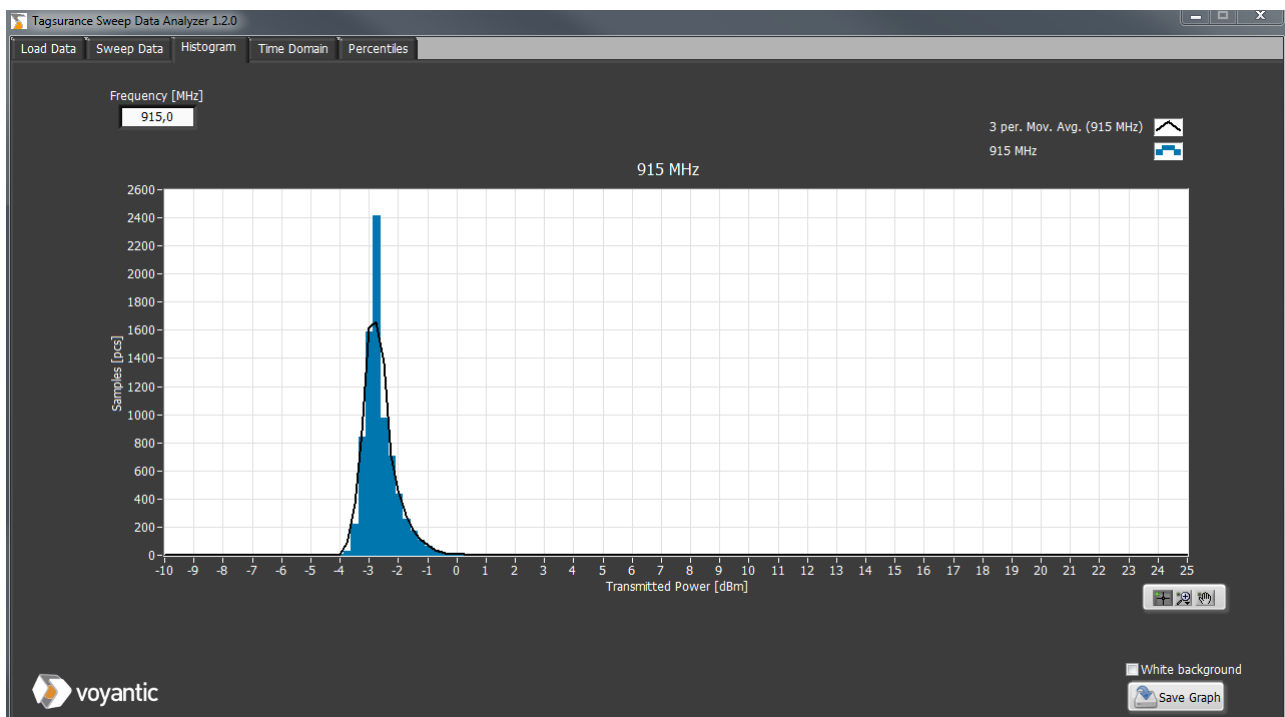 Tagsurance Sweep Data Analyzer 1.2.0
Load Data Sweep Data Histogram Time Domain Percentiles
Frequency [MHz]
915,0
3 per. Mov. Avg. (915 MHz)
915 MHz
915 MHz
2600
2400
2200
2000
1800
1600
1400
1200
1000
800
600
400
200
0
Samples [pcs]
-10 -9 -8 -7 -6 -5 -4 -3 -2 -1 0 1 2 3 4 5 6 7 8 9 10 11 12 13 14 15 16 17 18 19 20 21 22 23 24 25
Transmitted Power [dBm]
White background
Save Graph
voyantic